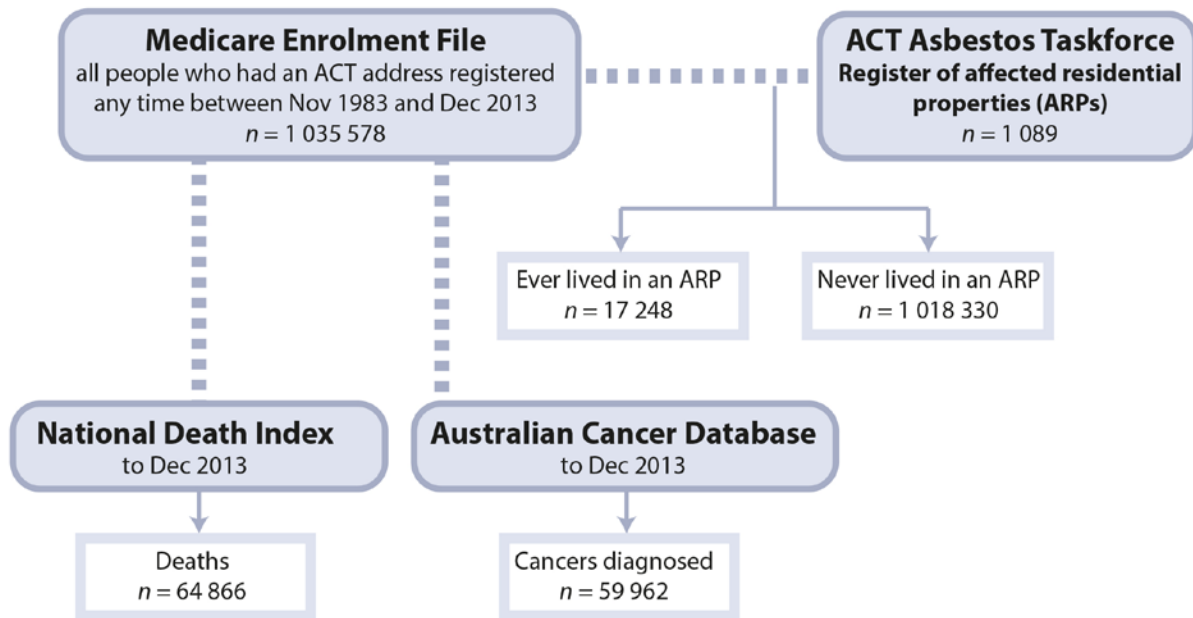 Medicare Enrolment File
all people who had an ACT address registered
any time between Nov 1983 and Dec 2013
n = 1 035 578
ACT Asbestos Taskforce
Register of affected residential
properties (ARPs)
n = 1 089
Ever lived in an ARP
n = 17 248
Never lived in an ARP
n = 1 018 330
National Death Index
to Dec 2013
Australian Cancer Database
to Dec 2013
Deaths
n = 64 866
Cancers diagnosed
n = 59 962